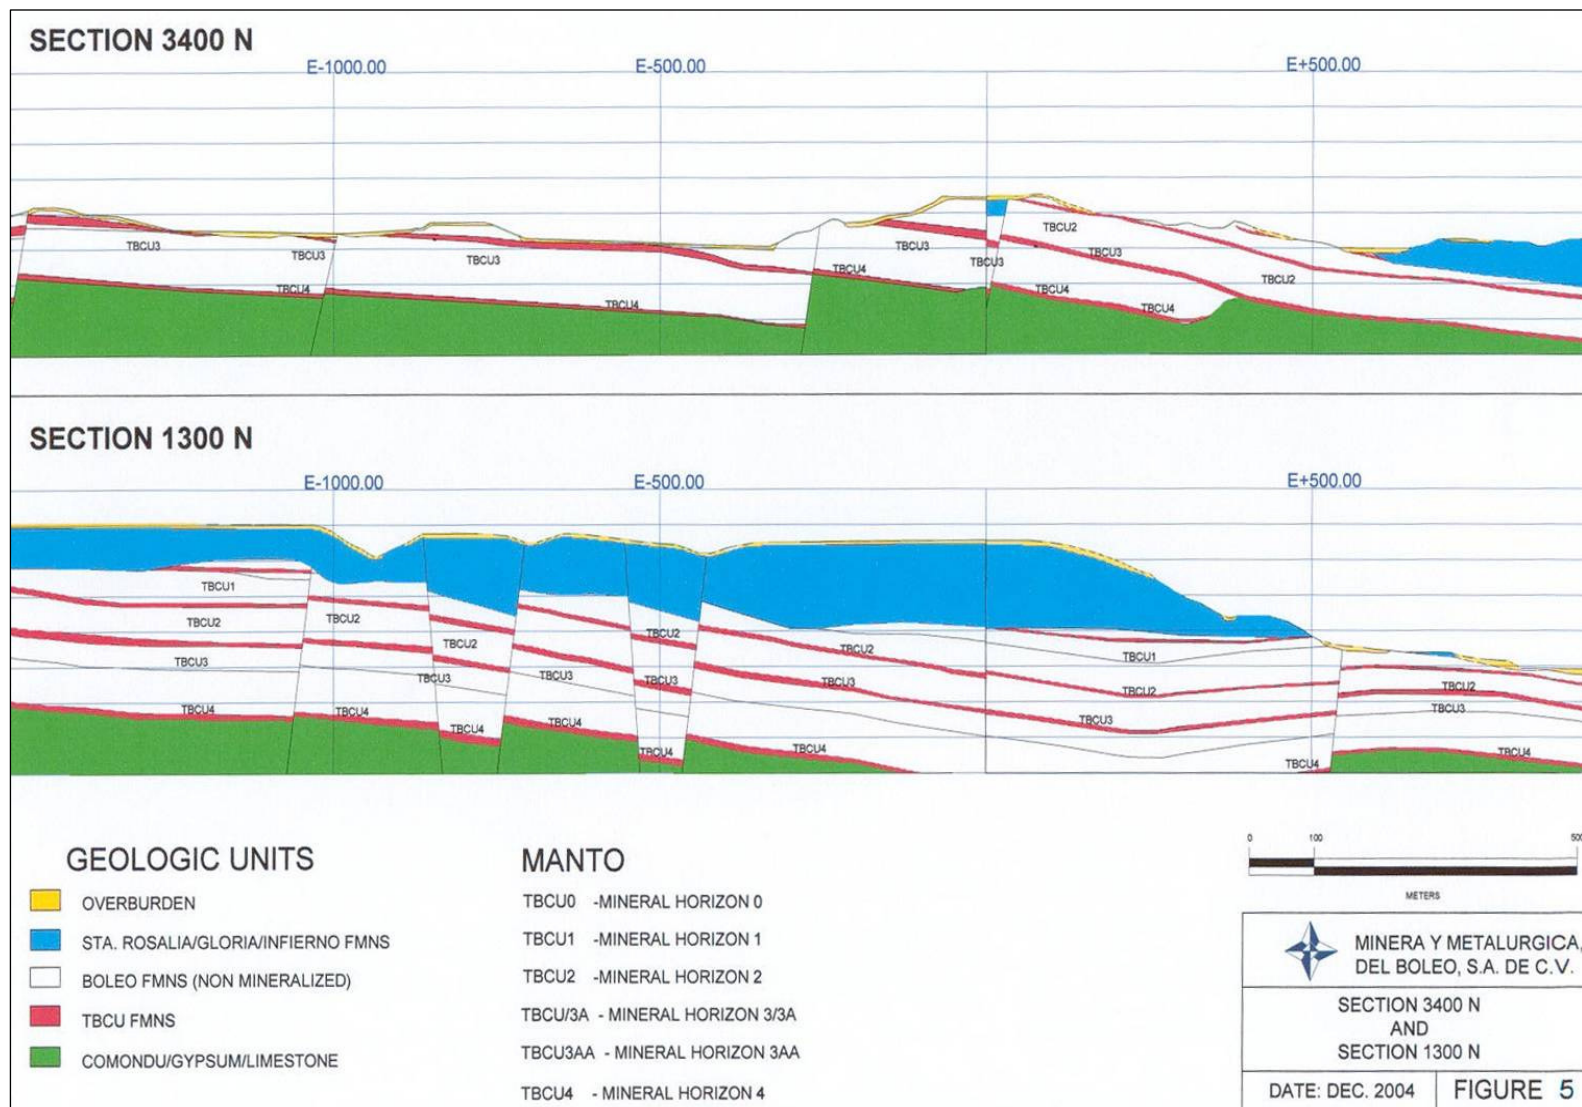 SECTION 3400 N
E-1000.00 E-500.00 E+500.00
TBCU2
TBCU3 TBCU3 TBCU3 TBCU3 TBCU3 TBCU3 TBCU2
TBCU4 TBCU4 TBCU4 TBCU4 TBCU4
SECTION 1300 N
E-1000.00 E-500.00 E+500.00
TBCU1
TBCU2 TBCU2 TBCU2 TBCU2 TBCU2 TBCU1
TBCU3 TBCU3 TBCU3 TBCU3 TBCU3 TBCU2 TBCU2
TBCU3 TBCU3
TBCU4 TBCU4 TBCU4 TBCU4 TBCU4 TBCU4 TBCU4 TBCU4
GEOLOGIC UNITS
OVERBURDEN
STA. ROSALIA/GLORIA/INFIERNO FMNS
BOLEO FMNS (NON MINERALIZED)
TBCU FMNS
COMONDU/GYPSUM/LIMESTONE
MANTO
TBCU0 -MINERAL HORIZON 0
TBCU1 -MINERAL HORIZON 1
TBCU2 -MINERAL HORIZON 2
TBCU/3A - MINERAL HORIZON 3/3A
TBCU3AA - MINERAL HORIZON 3AA
TBCU4 - MINERAL HORIZON 4
0 100 500
METERS
MINERA Y METALURGICA,
DEL BOLEO, S.A. DE C.V.
SECTION 3400 N
AND
SECTION 1300 N
DATE: DEC. 2004 FIGURE 5